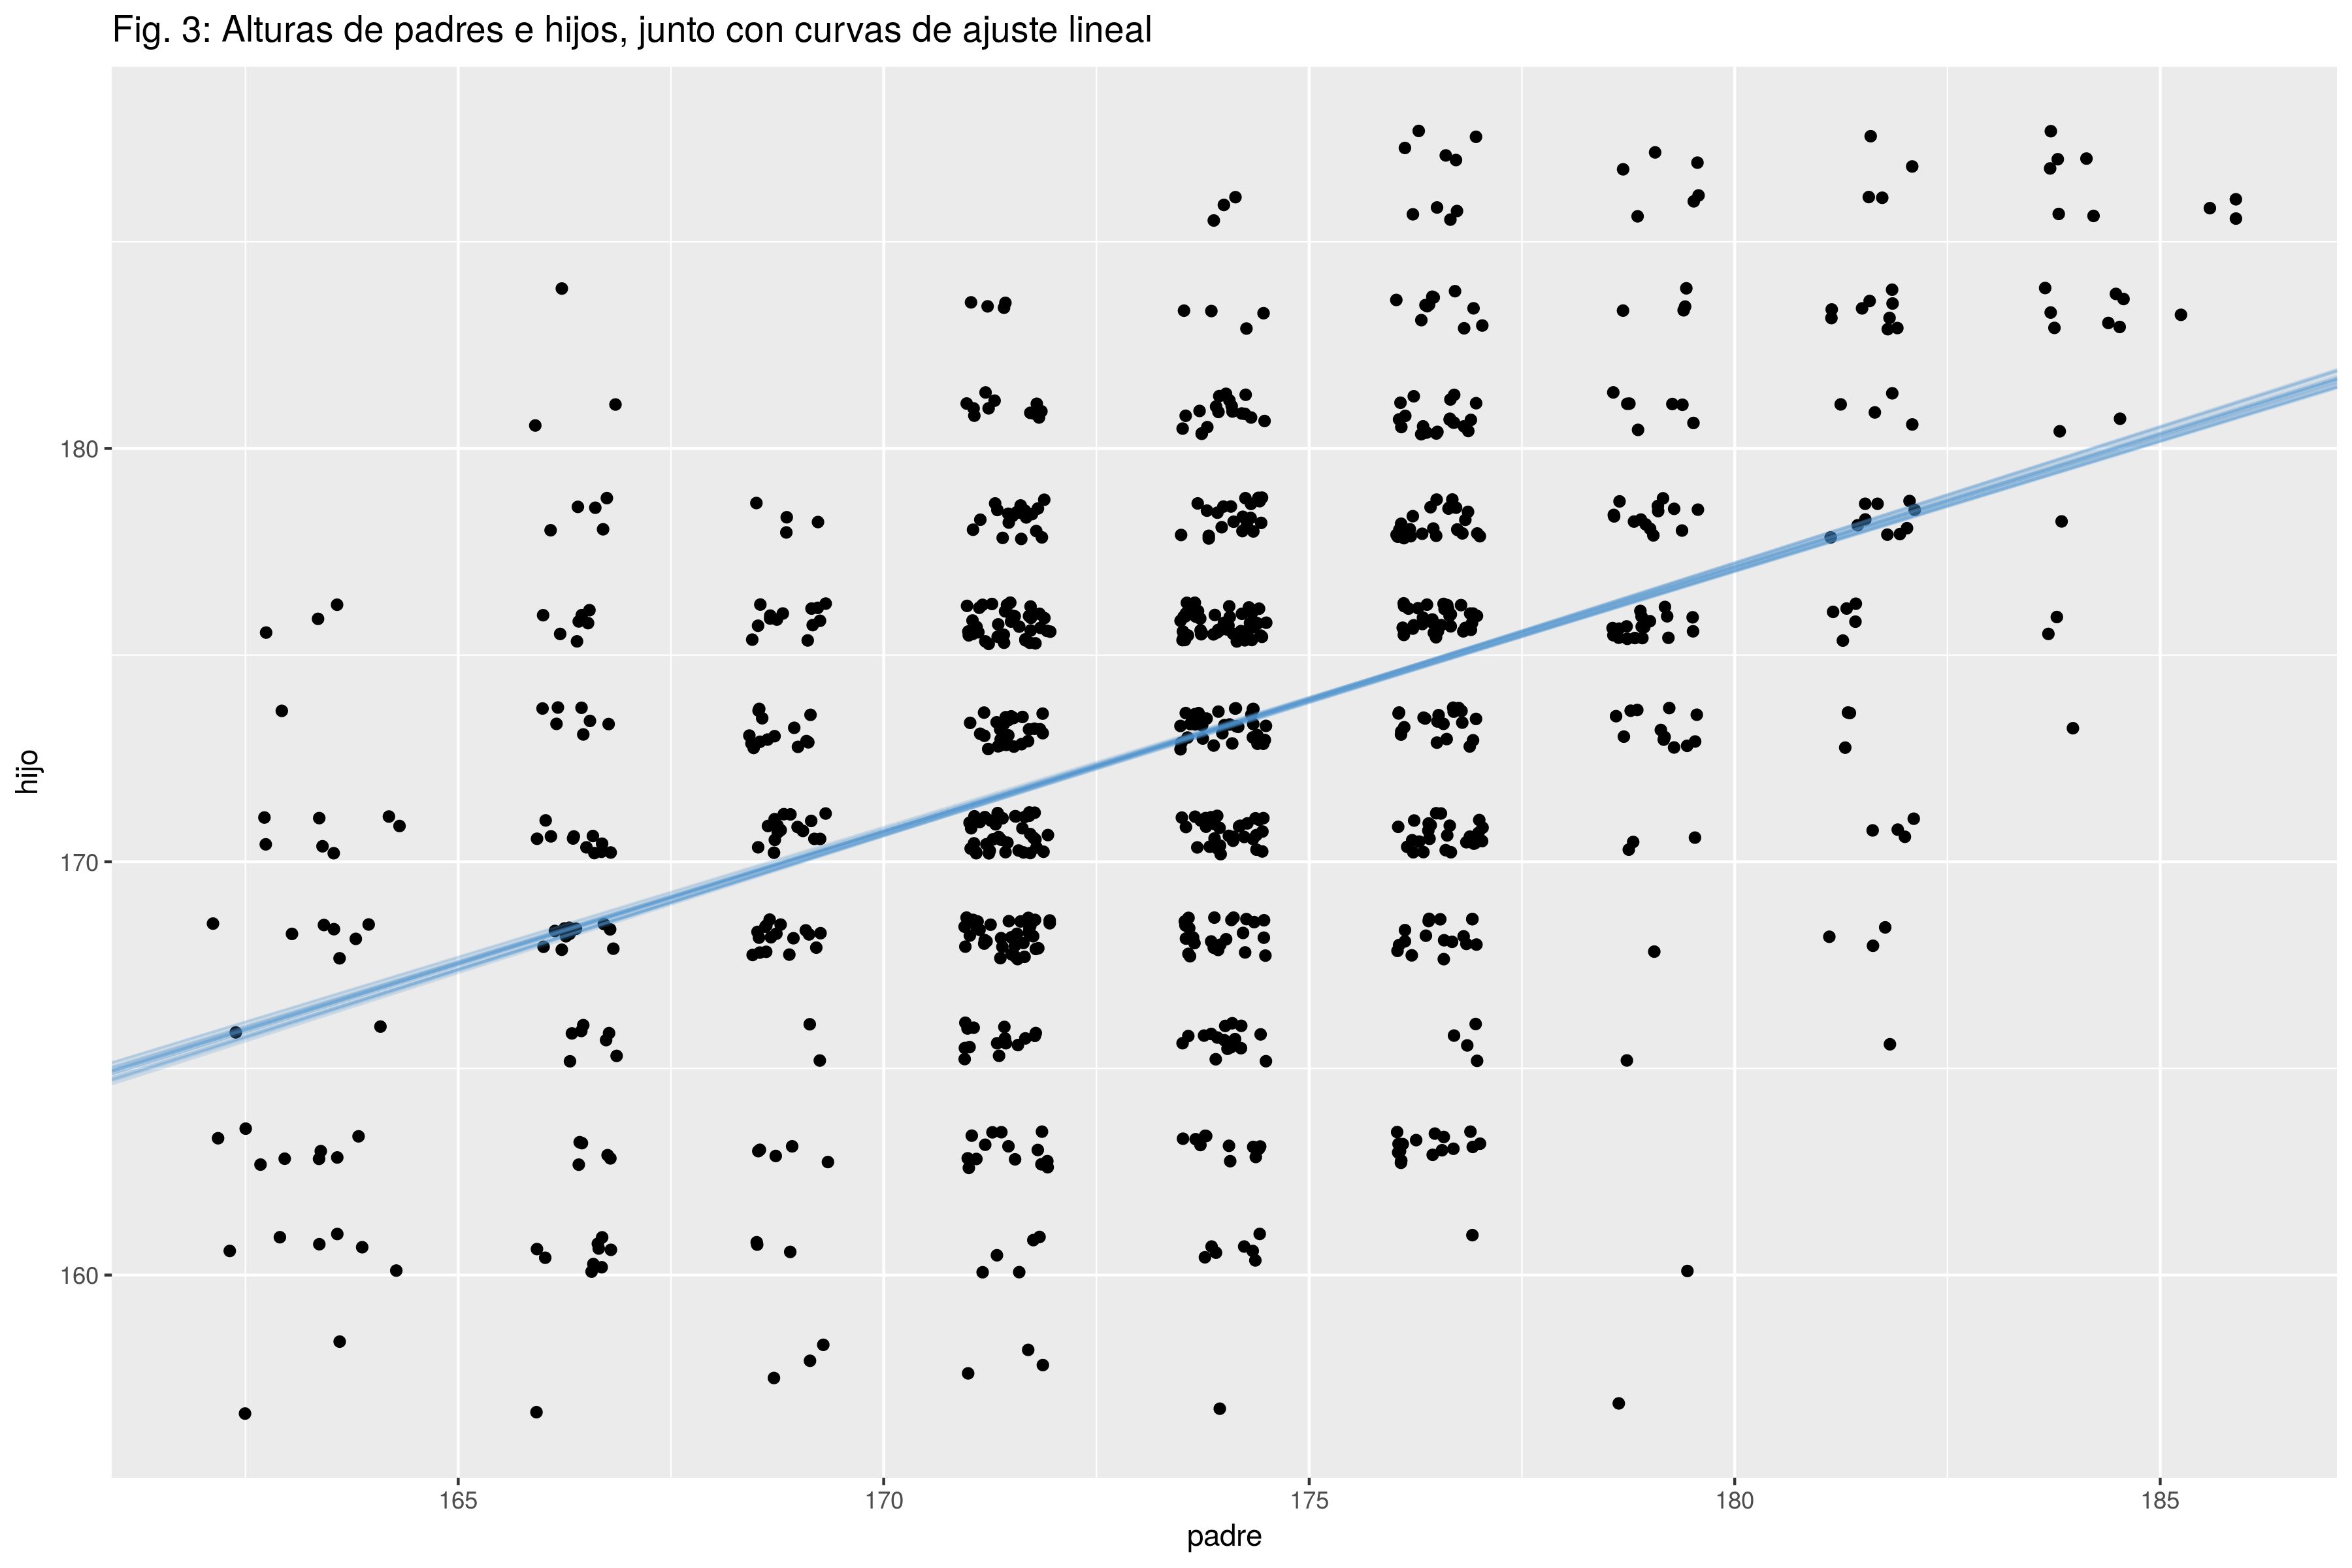 Fig. 3: Alturas de padres e hijos, junto con curvas de ajuste lineal
hijo
180
170
160
165
170
175
180
185
padre